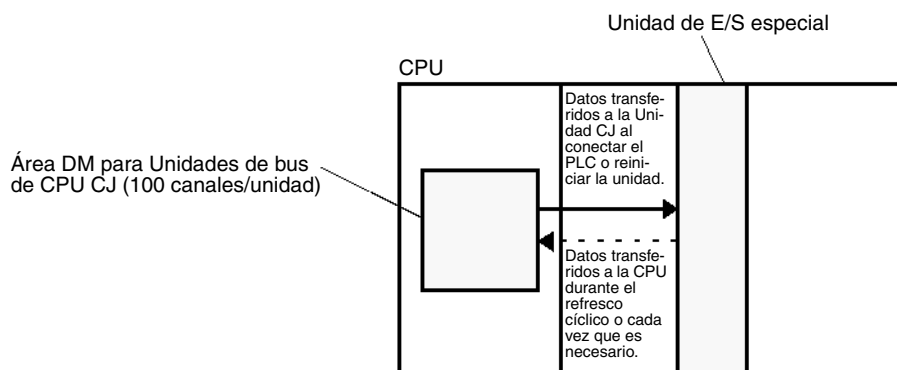 Unidad de E/S especial
CPU
Datos transfe-
ridos a la Uni-
dad CJ al
conectar el
PLC o reini-
ciar la unidad.
Área DM para Unidades de bus
de CPU CJ (100 canales/unidad)
Datos transfe-
ridos a la CPU
durante el
refresco
cíclico o cada
vez que es
necesario.